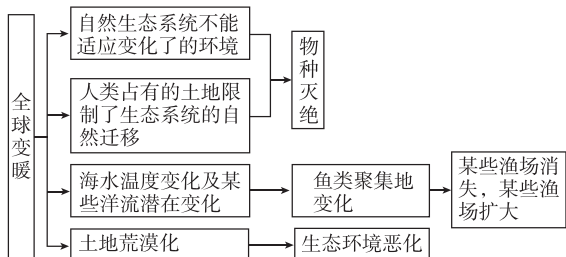 全球变暖
自然生态系统不能
适应变化了的环境
人类占有的土地限
制了生态系统的自
然迁移
物种灭绝
海水温度变化及某
些洋流潜在变化
鱼类聚集地
变化
某些渔场消
失，某些渔
场扩大
土地荒漠化
生态环境恶化